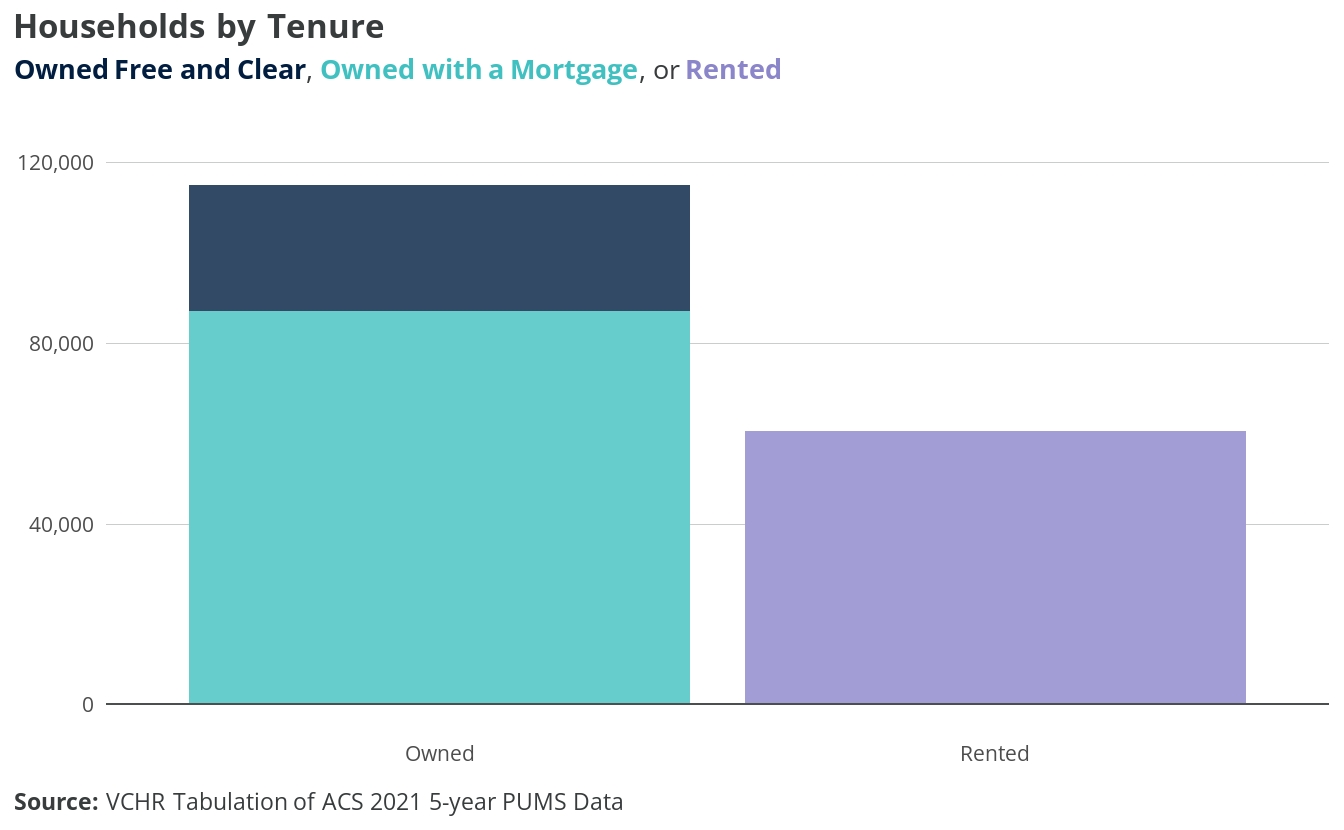 Households by Tenure
Owned Free and Clear, Owned with a Mortgage, or Rented
120,000
80,000
40,000
0
Owned Rented
Source: VCHR Tabulation of ACS 2021 5-year PUMS Data